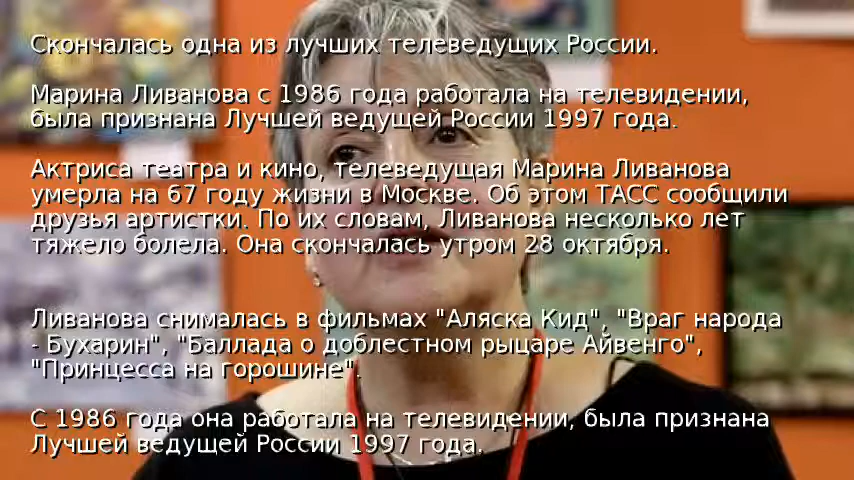 Скончалась одна из лучших телеведущих России.
Марина Ливанова с 1986 года работала на телевидении,
была признана Лучшей ведущей России 1997 года.
Актриса театра и кино, телеведущая Марина Ливанова
умерла на 67 году жизни в Москве. Об этом ТАСС сообщили
друзья артистки. По их словам, Ливанова несколько лет
тяжело болела. Она скончалась утром 28 октября.
Ливанова снималась в фильмах "Аляска Кид", "Враг народа
- Бухарин", "Баллада о доблестном рыцаре Айвенго",
"Принцесса на горошине".
С 1986 года она работала на телевидении, была признана
Лучшей ведущей России 1997 года.